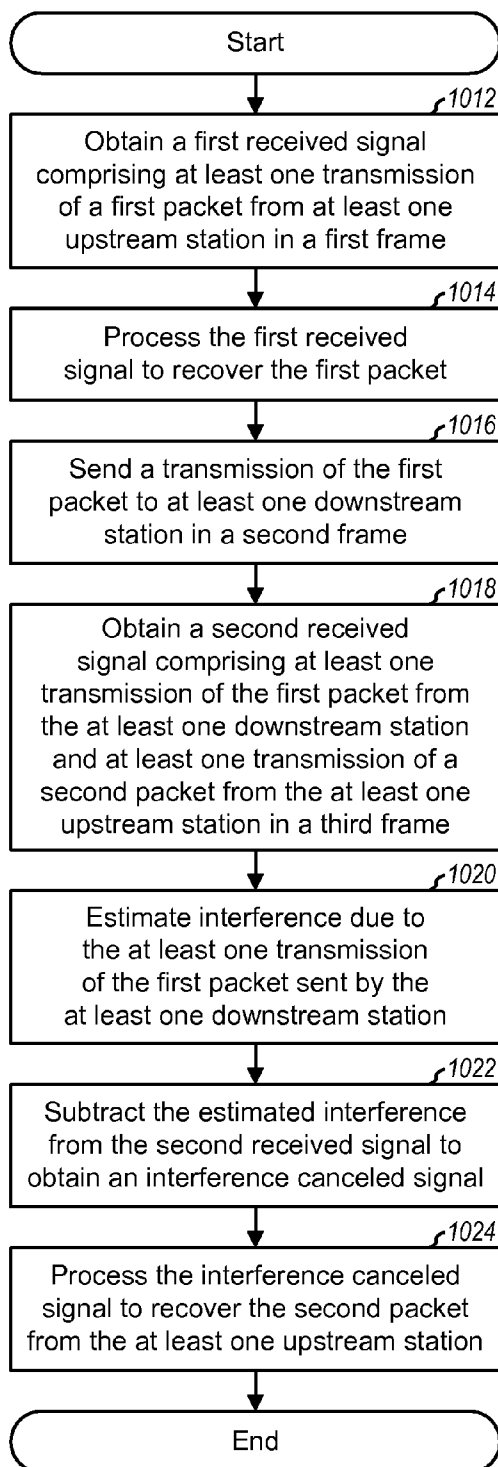 Start
1012
Obtain a first received signal
comprising at least one transmission
of a first packet from at least one
upstream station in a first frame
1014
Process the first received
signal to recover the first packet
1016
Send a transmission of the first
packet to at least one downstream
station in a second frame
1018
Obtain a second received
signal comprising at least one
transmission of the first packet from
the at least one downstream station
and at least one transmission of a
second packet from the at least one
upstream station in a third frame
1020
Estimate interference due to
the at least one transmission
of the first packet sent by the
at least one downstream station
1022
Subtract the estimated interference
from the second received signal to
obtain an interference canceled signal
1024
Process the interference canceled
signal to recover the second packet
from the at least one upstream station
End